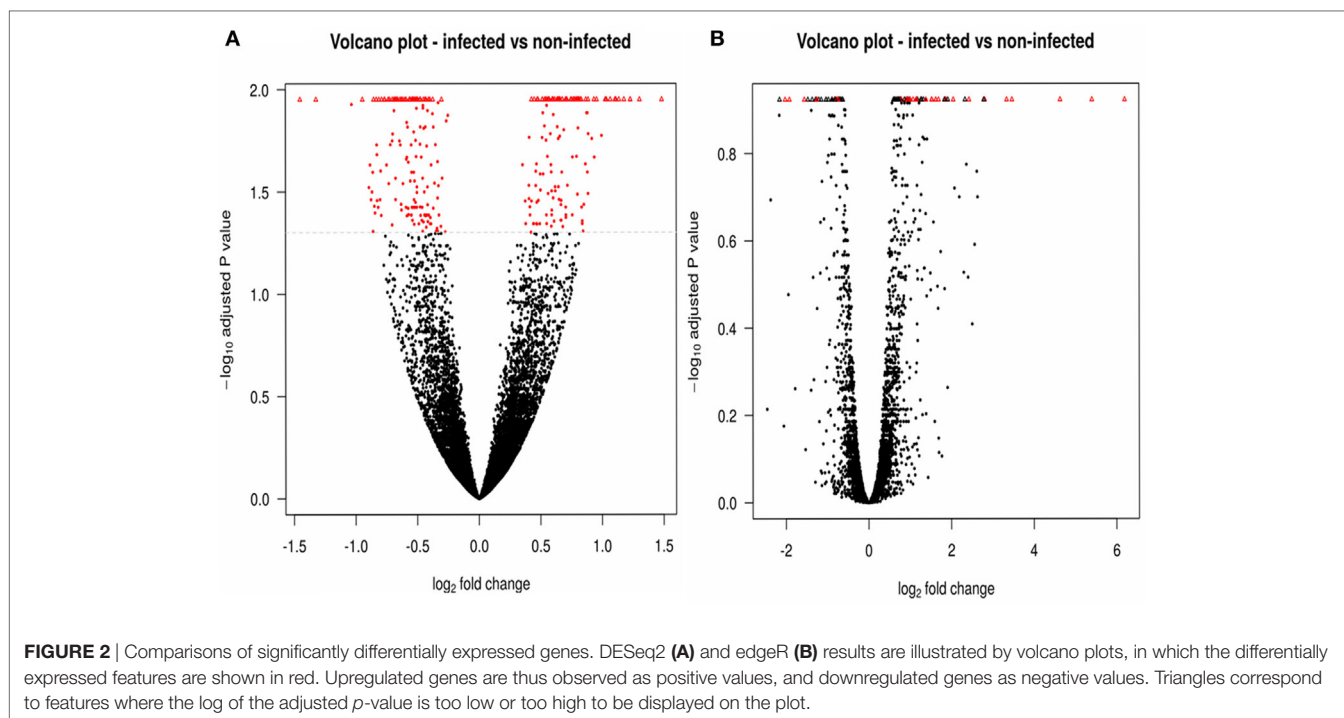 A
Volcano plot - infected vs non-infected
2.0
1.5
1.0
0.5
0.0
−log10 adjusted P value
-1.5 -1.0 -0.5 0.0 0.5 1.0 1.5
log2 fold change
B
Volcano plot - infected vs non-infected
0.8
0.6
0.4
0.2
0.0
−log10 adjusted P value
-2 0 2 4 6
log2 fold change
FIGURE 2 | Comparisons of significantly differentially expressed genes. DESeq2 (A) and edgeR (B) results are illustrated by volcano plots, in which the differentially
expressed features are shown in red. Upregulated genes are thus observed as positive values, and downregulated genes as negative values. Triangles correspond
to features where the log of the adjusted p-value is too low or too high to be displayed on the plot.